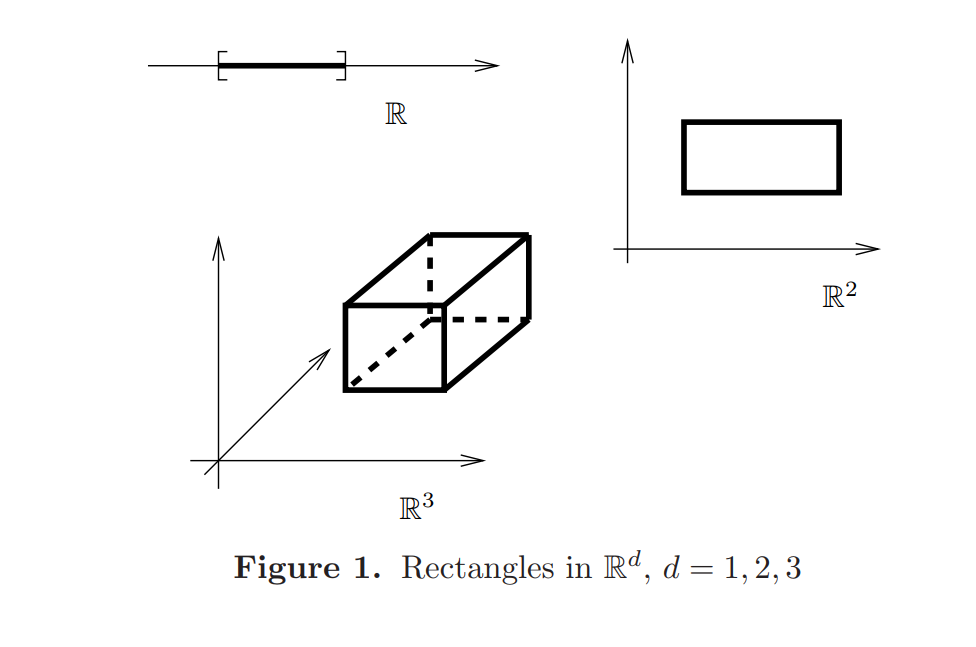 ℝ
ℝ²
ℝ³
Figure 1. Rectangles in ℝᵈ, d = 1, 2, 3